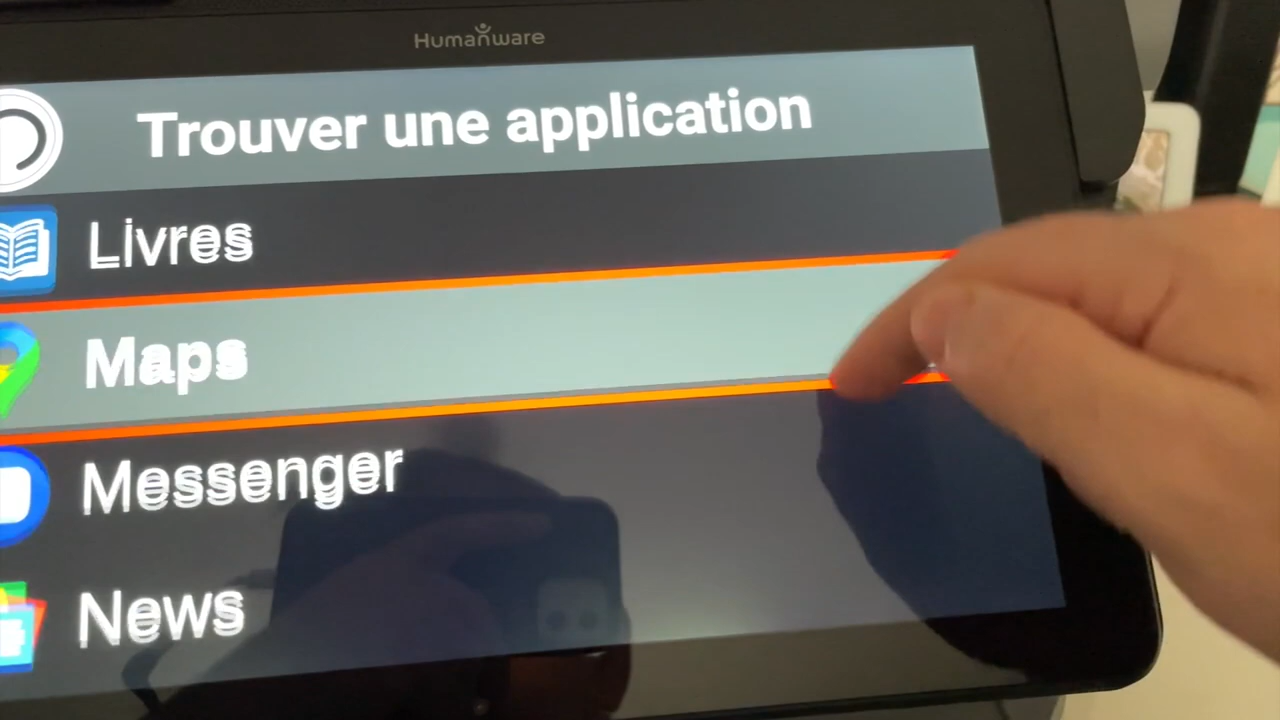 Humanware
Trouver une application
Livres
Maps
Messenger
News